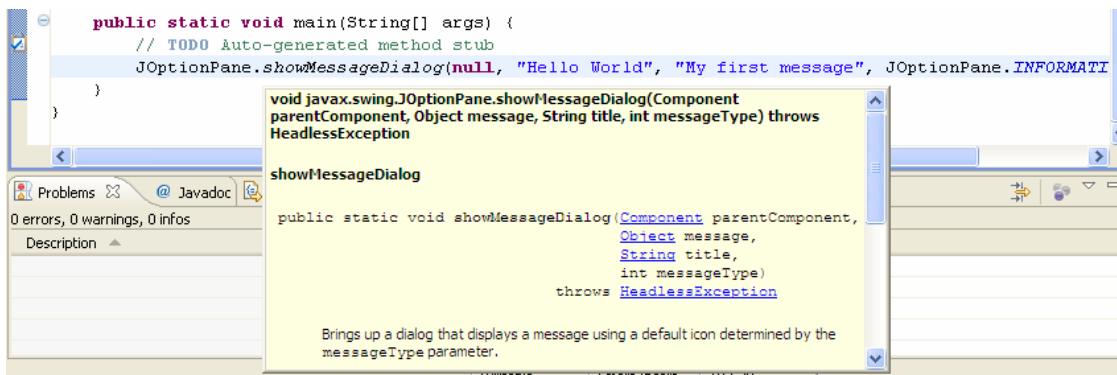 public static void main(String[] args) {
// TODO Auto-generated method stub
JOptionPane.showMessageDialog(null, "Hello World", "My first message", JOptionPane.INFORMATI
}
}
void javax.swing.JOptionPane.showMessageDialog(Component
parentComponent, Object message, String title, int messageType) throws
HeadlessException
showMessageDialog
public static void showMessageDialog(Component parentComponent,
Object message,
String title,
int messageType)
throws HeadlessException
Brings up a dialog that displays a message using a default icon determined by the
messageType parameter.
Problems @ Javadoc
0 errors, 0 warnings, 0 infos
Description